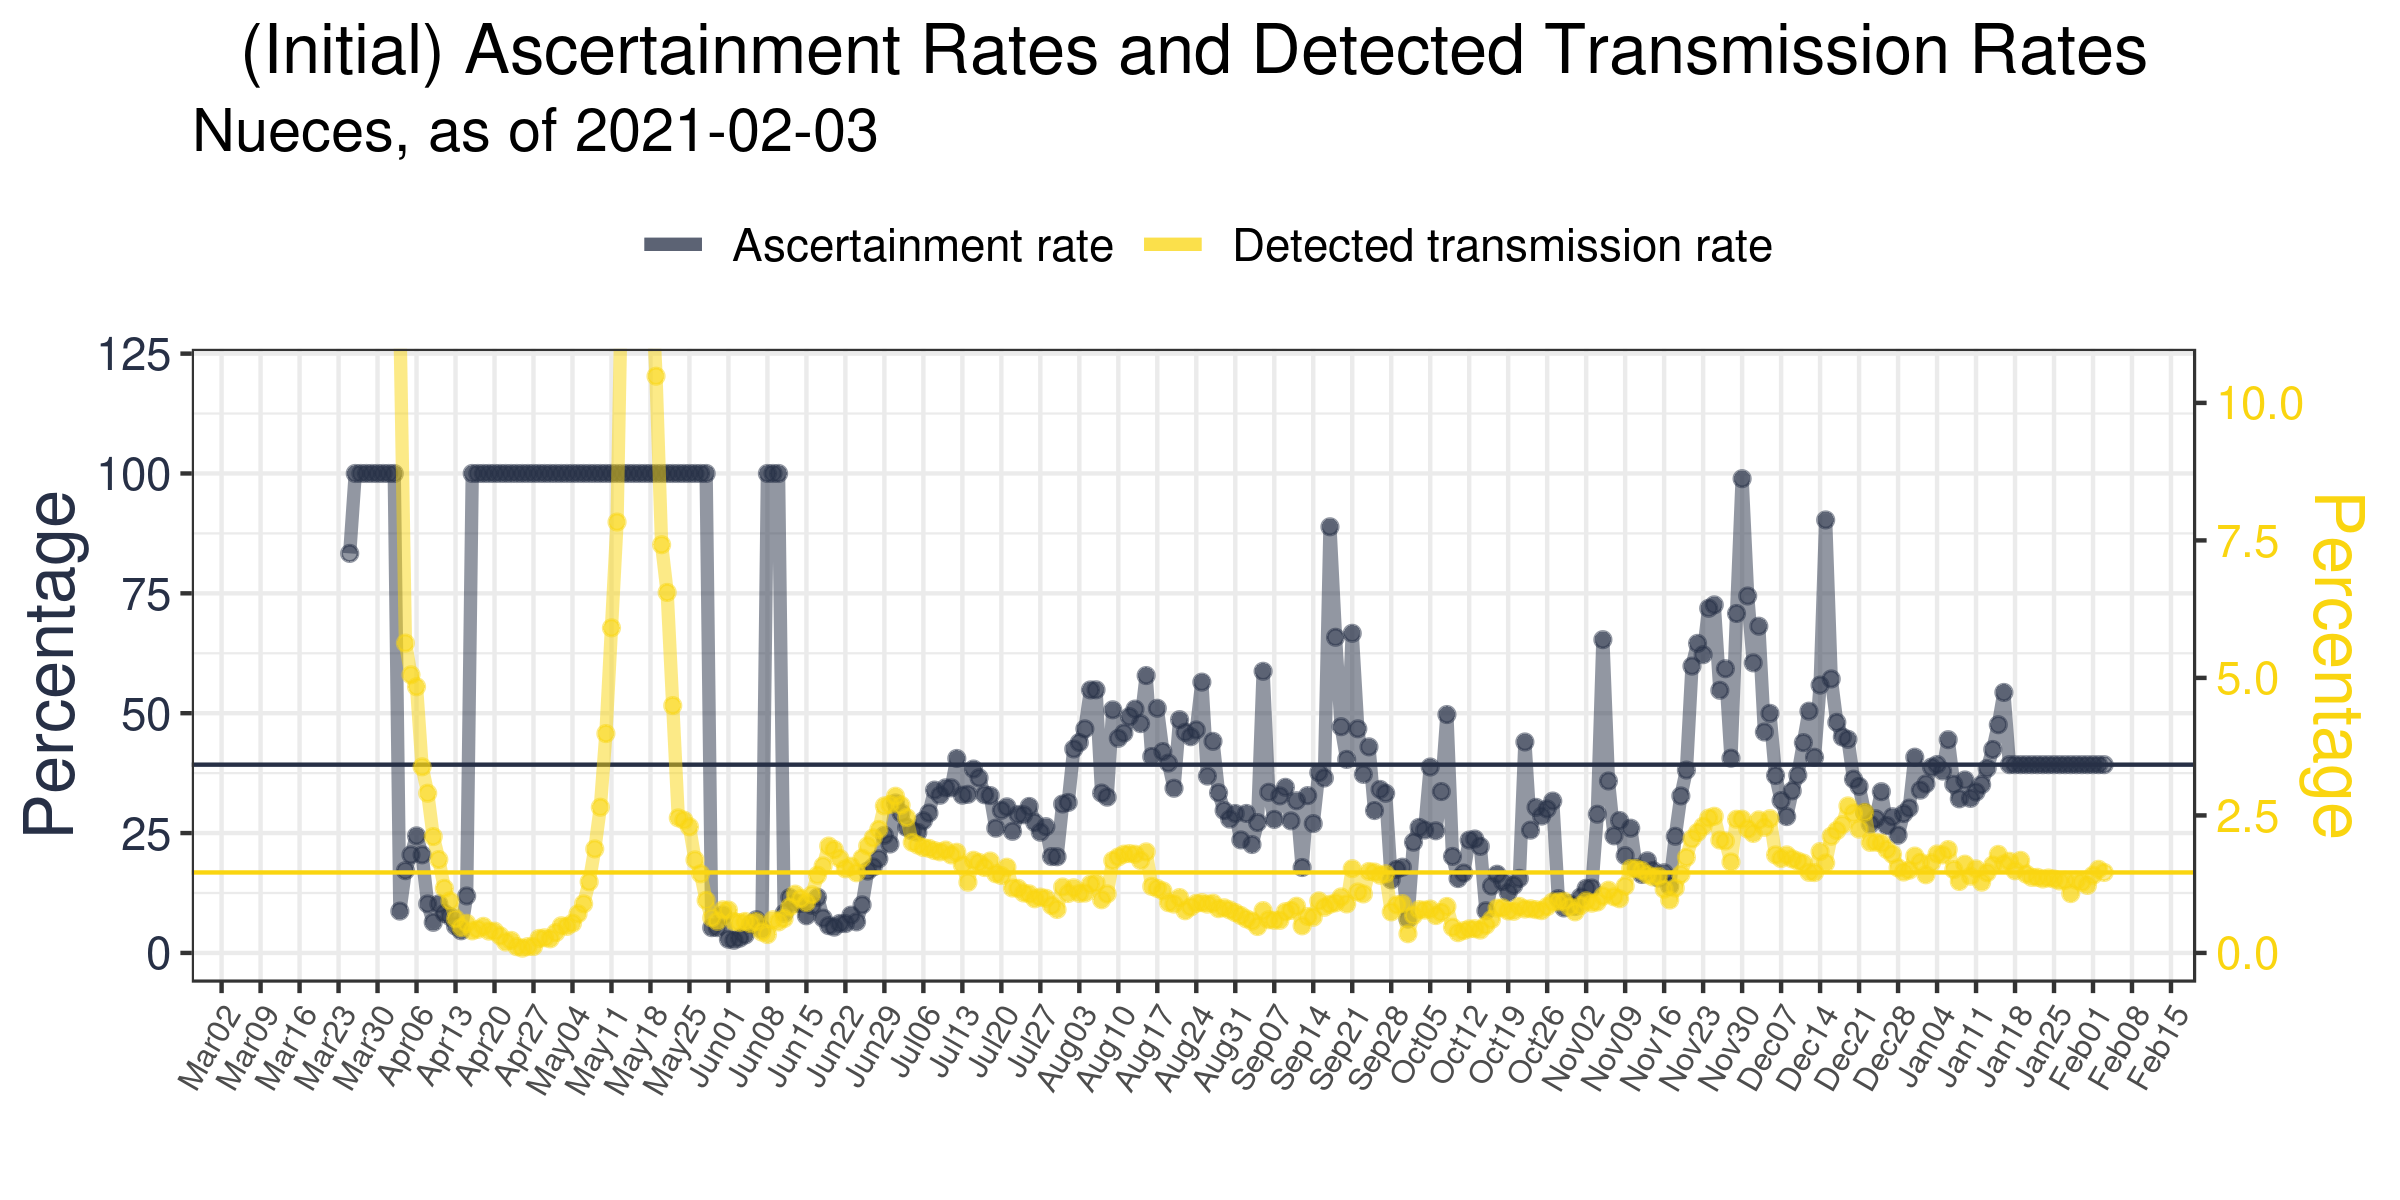 (Initial) Ascertainment Rates and Detected Transmission Rates
Nueces, as of 2021-02-03
Ascertainment rate Detected transmission rate
Percentage
125
100
75
50
25
0
10.0
7.5
5.0
2.5
0.0
Percentage
Mar02 Mar09 Mar16 Mar23 Mar30 Apr06 Apr13 Apr20 Apr27 May04 May11 May18 May25 Jun01 Jun08 Jun15 Jun22 Jun29 Jul06 Jul13 Jul20 Jul27 Aug03 Aug10 Aug17 Aug24 Aug31 Sep07 Sep14 Sep21 Sep28 Oct05 Oct12 Oct19 Oct26 Nov02 Nov09 Nov16 Nov23 Nov30 Dec07 Dec14 Dec21 Dec28 Jan04 Jan11 Jan18 Jan25 Feb01 Feb08 Feb15